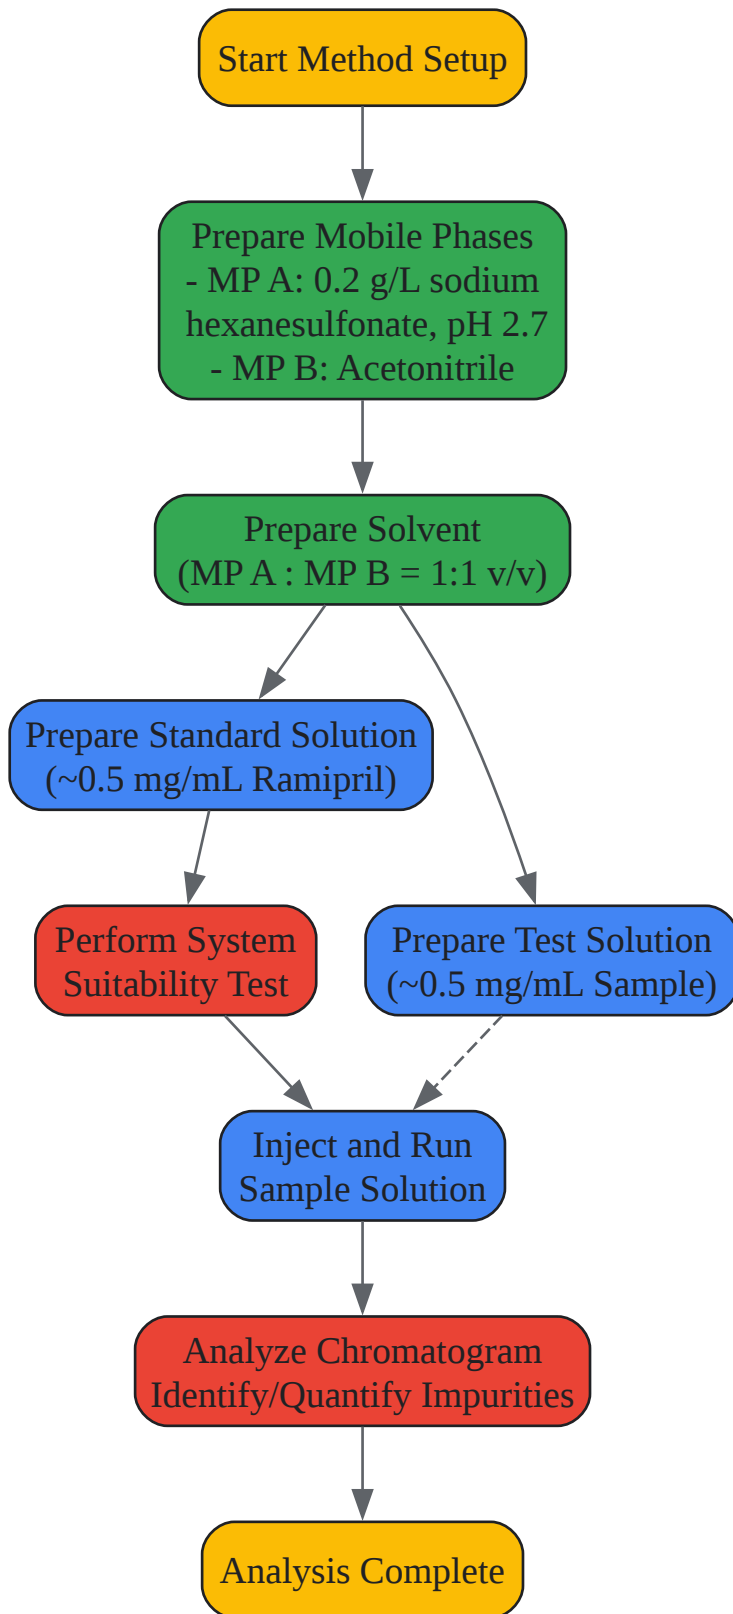 Start Method Setup
Prepare Mobile Phases
- MP A: 0.2 g/L sodium
hexanesulfonate, pH 2.7
- MP B: Acetonitrile
Prepare Solvent
(MP A : MP B = 1:1 v/v)
Prepare Standard Solution
(~0.5 mg/mL Ramipril)
Perform System
Suitability Test
Prepare Test Solution
(~0.5 mg/mL Sample)
Inject and Run
Sample Solution
Analyze Chromatogram
Identify/Quantify Impurities
Analysis Complete